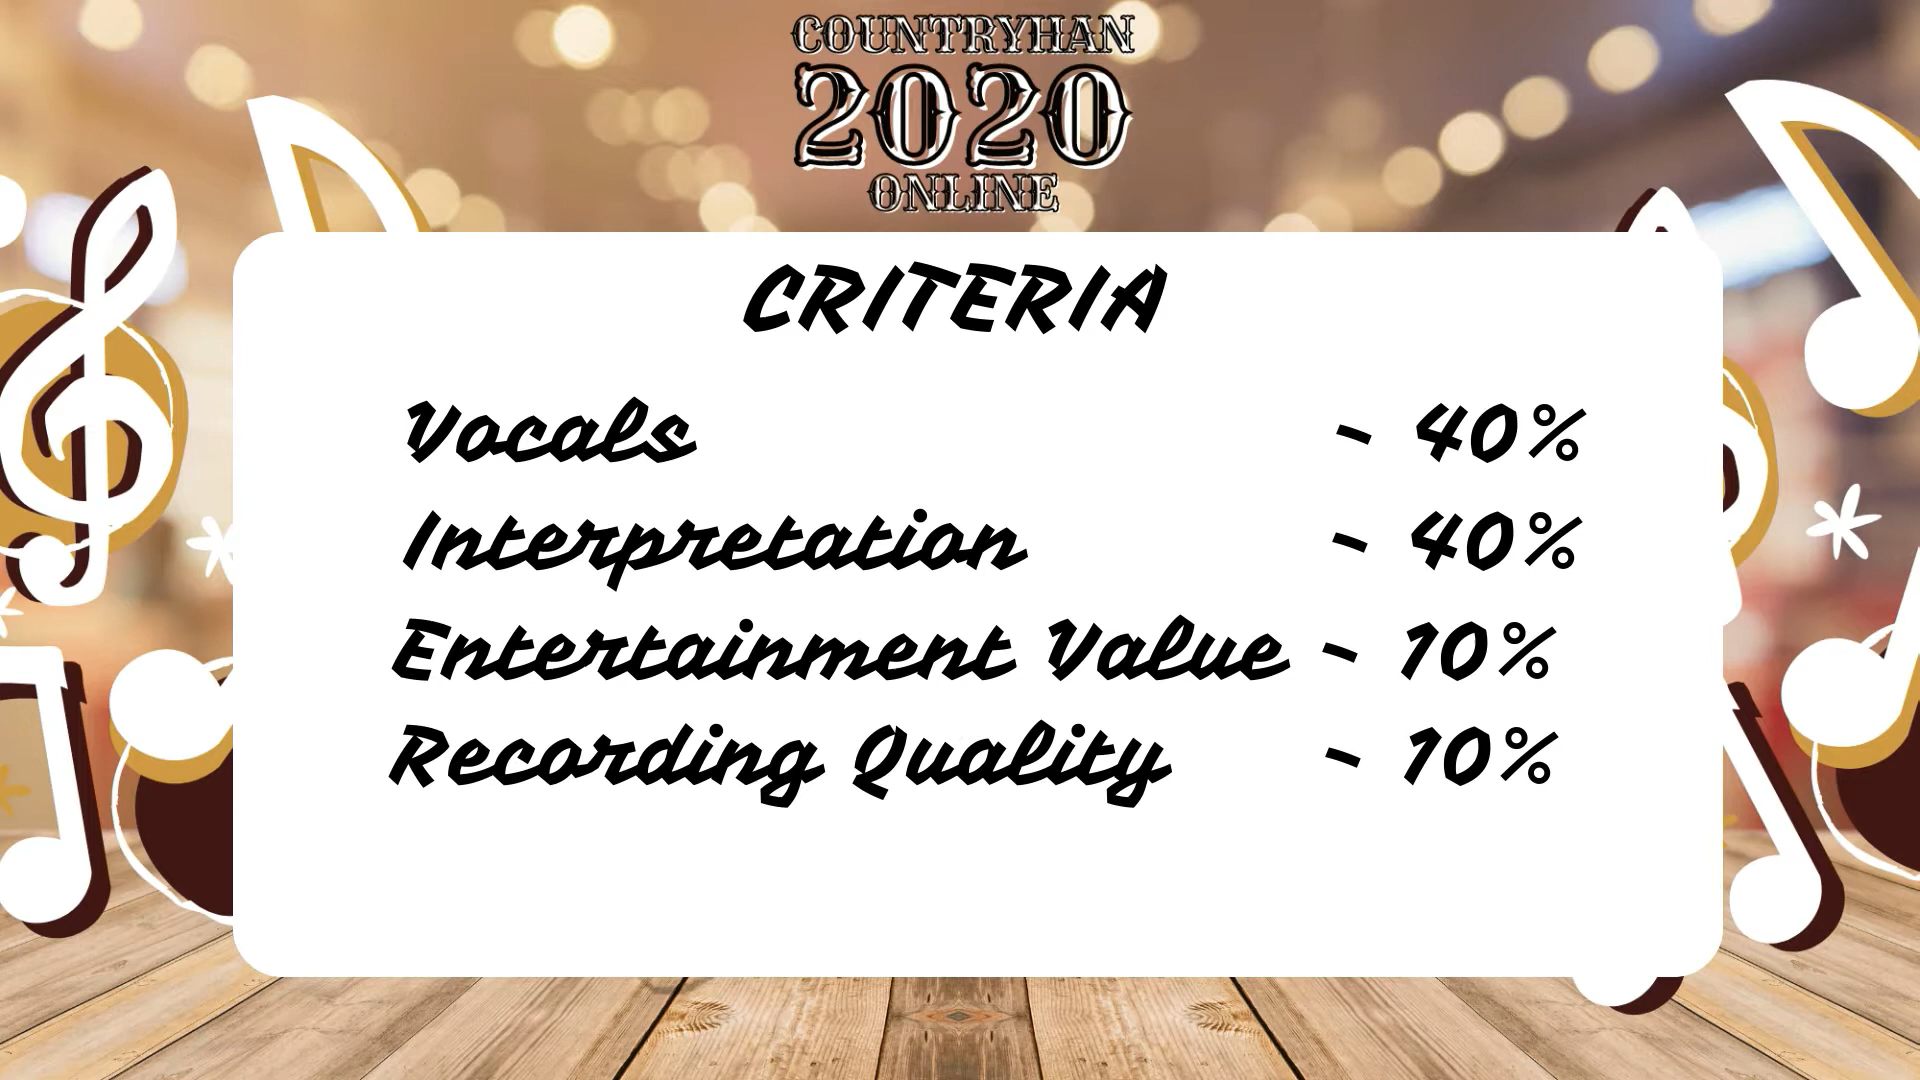 COUNTRYHAN
2020
ONLINE
CRITERIA
Vocals - 40%
Interpretation - 40%
Entertainment Value - 10%
Recording Quality - 10%